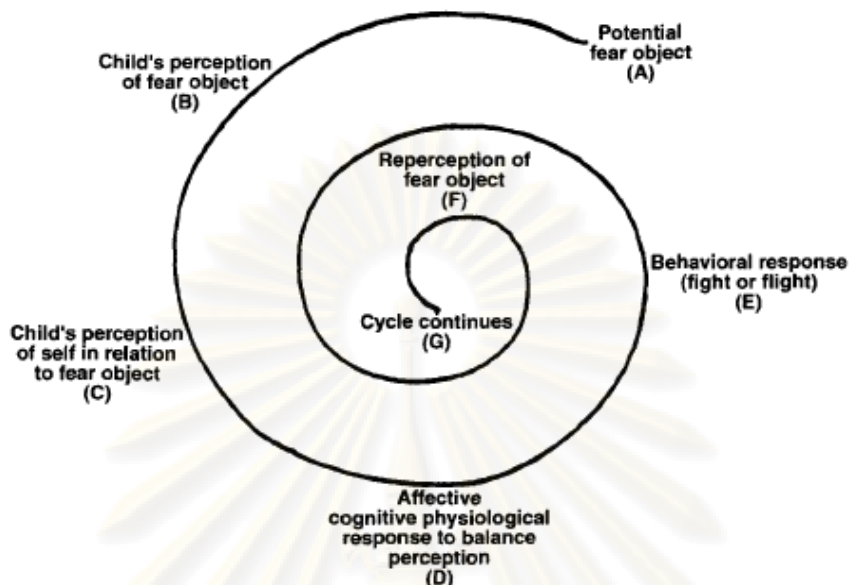 Potential
fear object
(A)
Child's perception
of fear object
(B)
Child's perception
of self in relation
to fear object
(C)
Affective
cognitive physiological
response to balance
perception
(D)
Behavioral response
(fight or flight)
(E)
Reperception of
fear object
(F)
Cycle continues
(G)